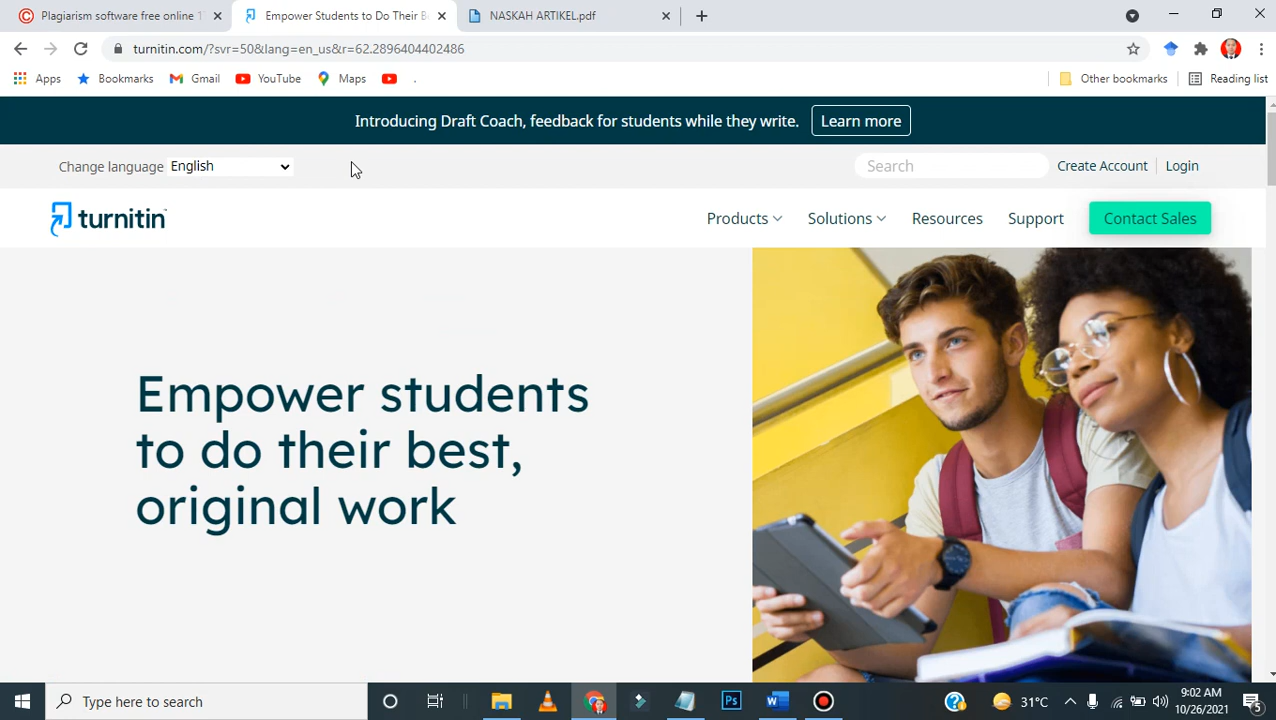 Plagiarism software free online 1
Empower Students to Do Their B
NASKAH ARTIKEL.pdf
turnitin.com/?svr=50&lang=en_us&r=62.2896404402486
Apps Bookmarks Gmail YouTube Maps . Other bookmarks Reading list
Introducing Draft Coach, feedback for students while they write. Learn more
Change language English Search Create Account Login
turnitin Products Solutions Resources Support Contact Sales
Empower students
to do their best,
original work
Type here to search
31°C
9:02 AM
10/26/2021
5